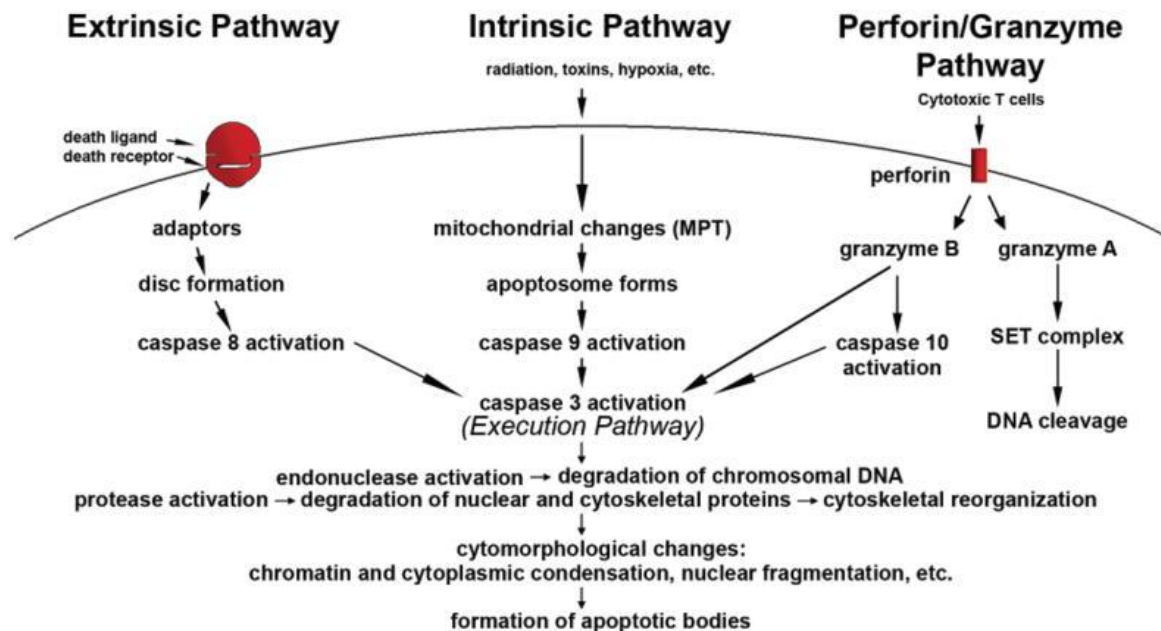 Extrinsic Pathway
Intrinsic Pathway
Perforin/Granzyme
Pathway
radiation, toxins, hypoxia, etc.
Cytotoxic T cells
death ligand
death receptor
perforin
adaptors
mitochondrial changes (MPT)
granzyme B
granzyme A
disc formation
apoptosome forms
caspase 8 activation
caspase 9 activation
caspase 10
activation
SET complex
caspase 3 activation
(Execution Pathway)
DNA cleavage
endonuclease activation → degradation of chromosomal DNA
protease activation → degradation of nuclear and cytoskeletal proteins → cytoskeletal reorganization
cytomorphological changes:
chromatin and cytoplasmic condensation, nuclear fragmentation, etc.
formation of apoptotic bodies